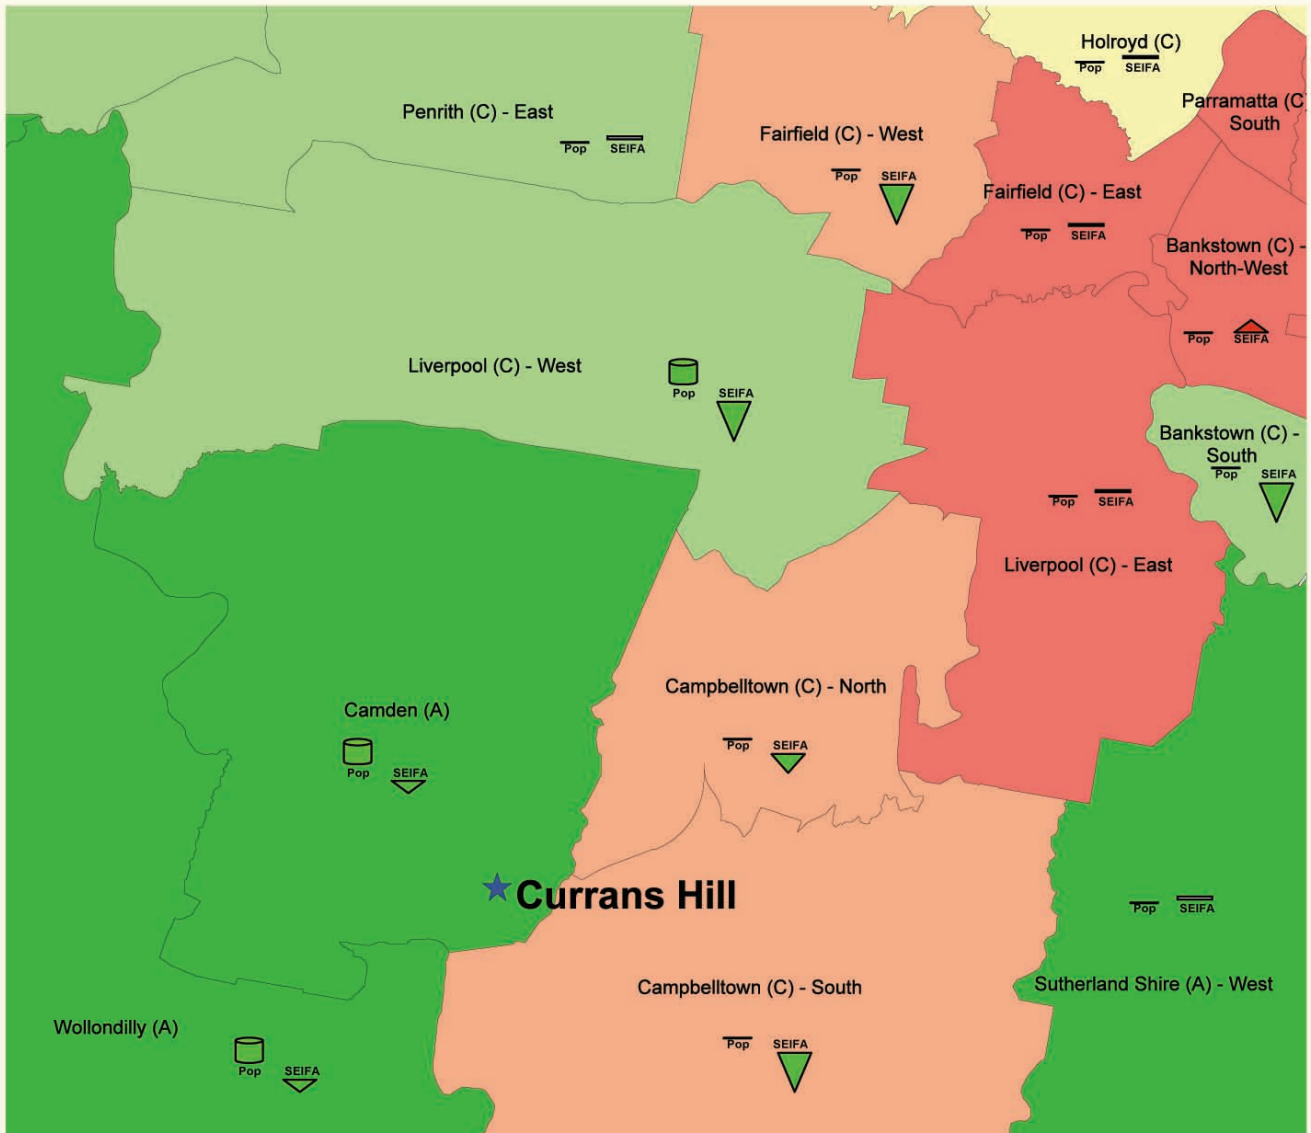 Holroyd (C)
Pop SEIFA
Parramatta (C
South
Penrith (C) - East
Pop SEIFA
Fairfield (C) - West
Pop SEIFA
Fairfield (C) - East
Pop SEIFA
Bankstown (C) -
North-West
Pop SEIFA
Liverpool (C) - West
Pop SEIFA
Bankstown (C) -
South
Pop SEIFA
Pop SEIFA
Liverpool (C) - East
Campbelltown (C) - North
Pop SEIFA
Camden (A)
Pop SEIFA
Currans Hill
Pop SEIFA
Sutherland Shire (A) - West
Campbelltown (C) - South
Pop SEIFA
Wollondilly (A)
Pop SEIFA